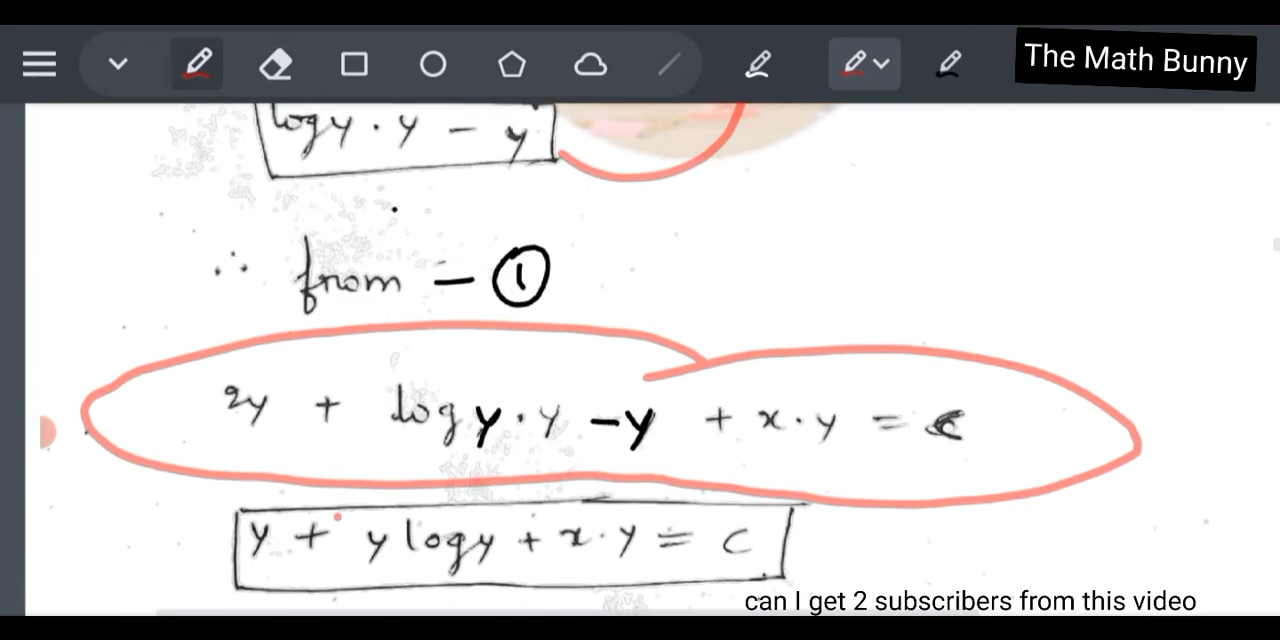 The Math Bunny
log y · y - y
∴ from - ①
2y + log y · y - y + x · y = c
y + y log y + x · y = c
can I get 2 subscribers from this video